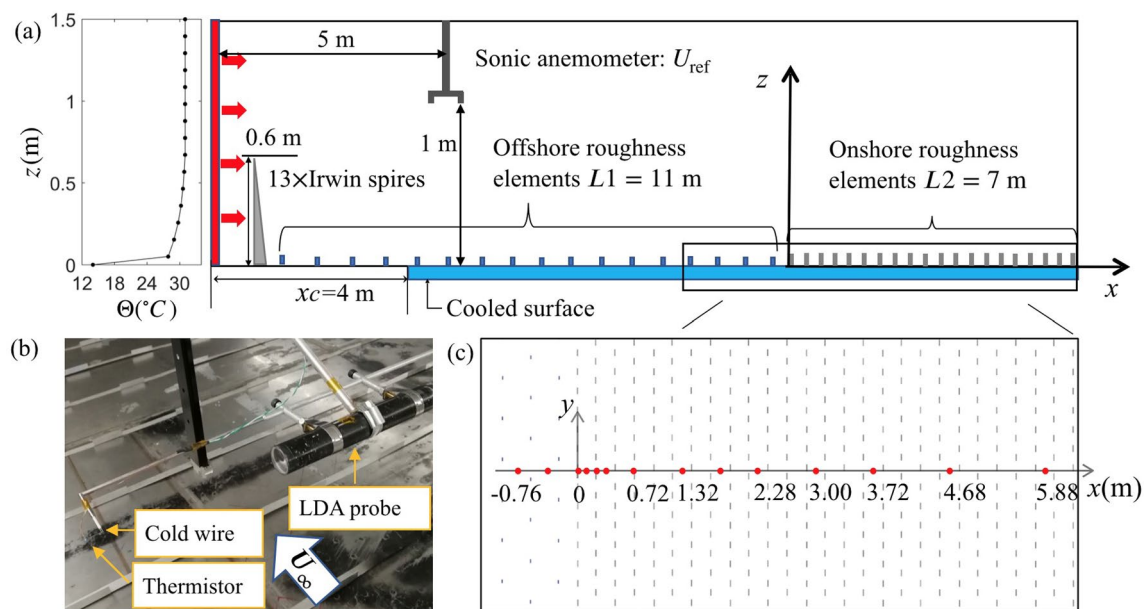 (a)
1.5
1
0.5
0
z(m)
12 18 24 30
Θ(°C)
5 m
Sonic anemometer: Uref
z
0.6 m
1 m
13×Irwin spires
Offshore roughness
elements L1 = 11 m
Onshore roughness
elements L2 = 7 m
xc=4 m
Cooled surface
x
(b)
LDA probe
Cold wire
Thermistor
U∞
(c)
y
-0.76 0 0.72 1.32 2.28 3.00 3.72 4.68 5.88
x(m)